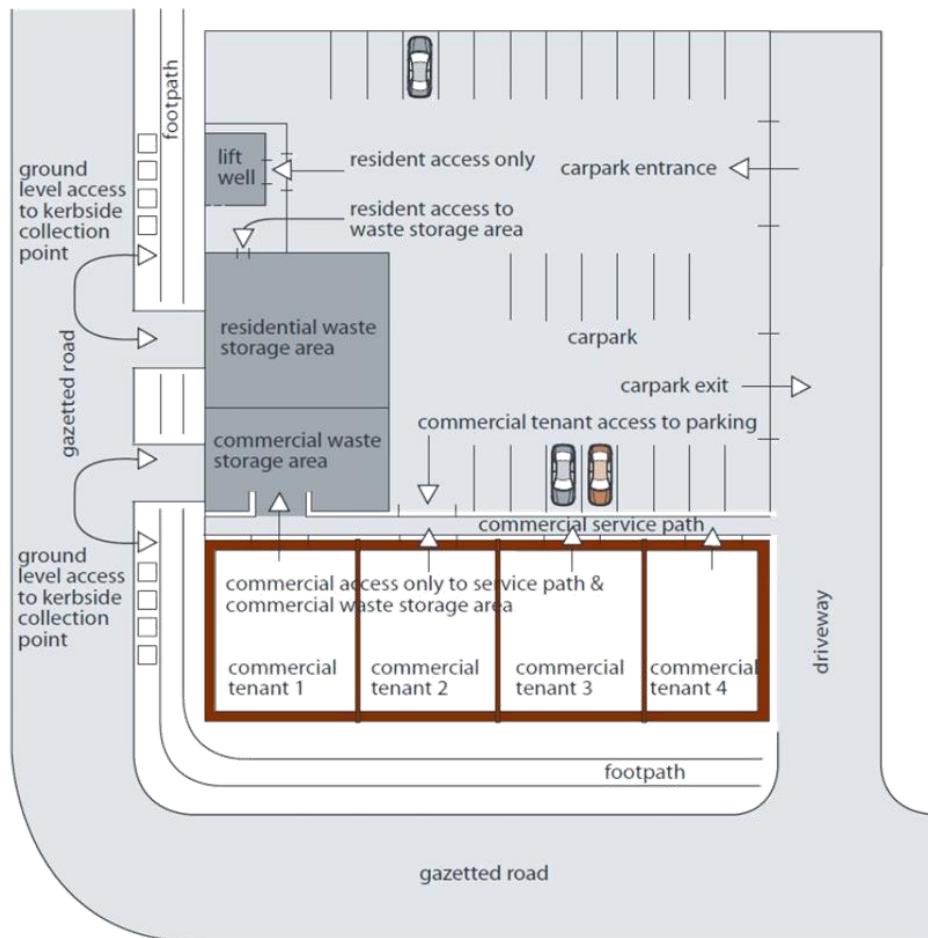 footpath
ground
level access
to kerbside
collection
point
lift
well
resident access only
carpark entrance
resident access to
waste storage area
gazetted road
residential waste
storage area
carpark
carpark exit
commercial tenant access to parking
commercial waste
storage area
commercial service path
ground
level access
to kerbside
collection
point
commercial access only to service path &
commercial waste storage area
commercial
tenant 1
commercial
tenant 2
commercial
tenant 3
commercial
tenant 4
driveway
footpath
gazetted road